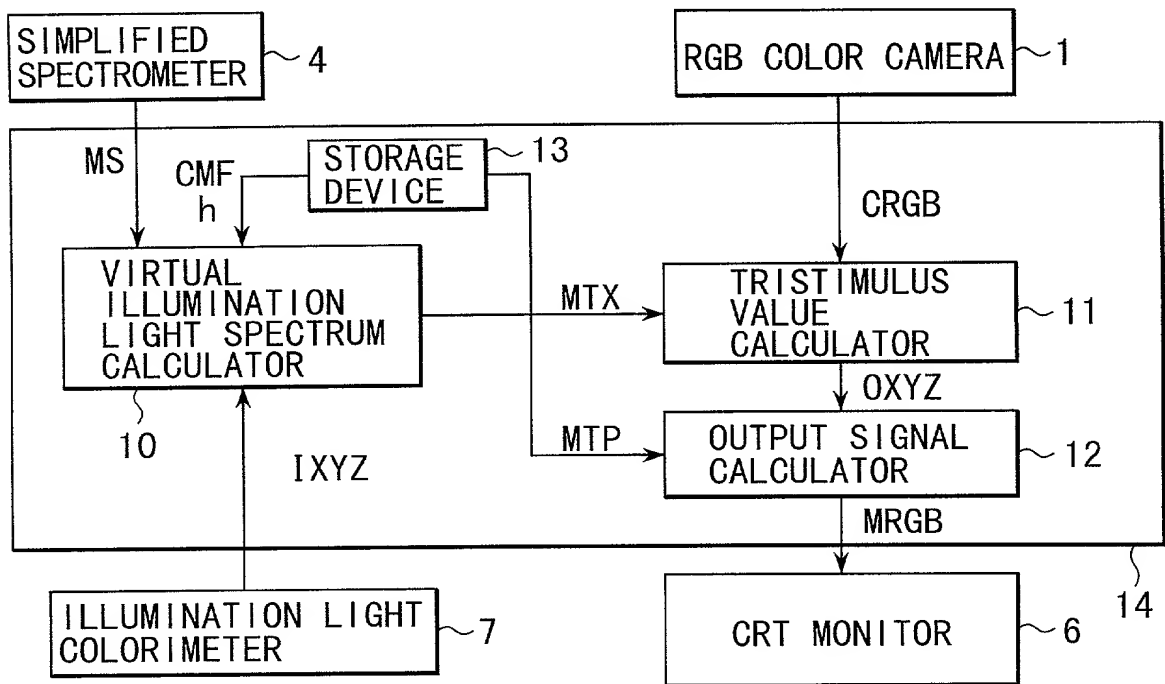 SIMPLIFIED
SPECTROMETER
4
RGB COLOR CAMERA
1
MS
CMF
h
STORAGE
DEVICE
13
CRGB
VIRTUAL
ILLUMINATION
LIGHT SPECTRUM
CALCULATOR
10
MTX
TRISTIMULUS
VALUE
CALCULATOR
11
OXYZ
IXYZ
MTP
OUTPUT SIGNAL
CALCULATOR
12
MRGB
14
ILLUMINATION LIGHT
COLORIMETER
7
CRT MONITOR
6